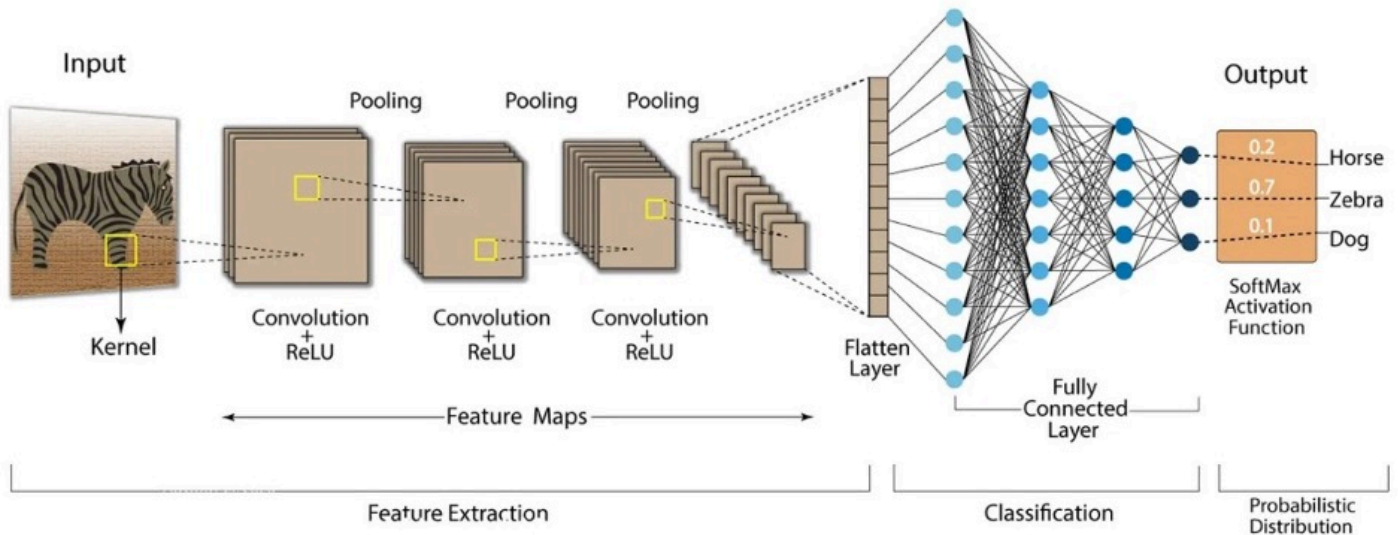 Input
Kernel
Pooling
Pooling
Pooling
Convolution
+
ReLU
Convolution
+
ReLU
Convolution
+
ReLU
Feature Maps
Flatten
Layer
Fully
Connected
Layer
Output
0.2
Horse
0.7
Zebra
0.1
Dog
SoftMax
Activation
Function
Feature Extraction
Classification
Probabilistic
Distribution